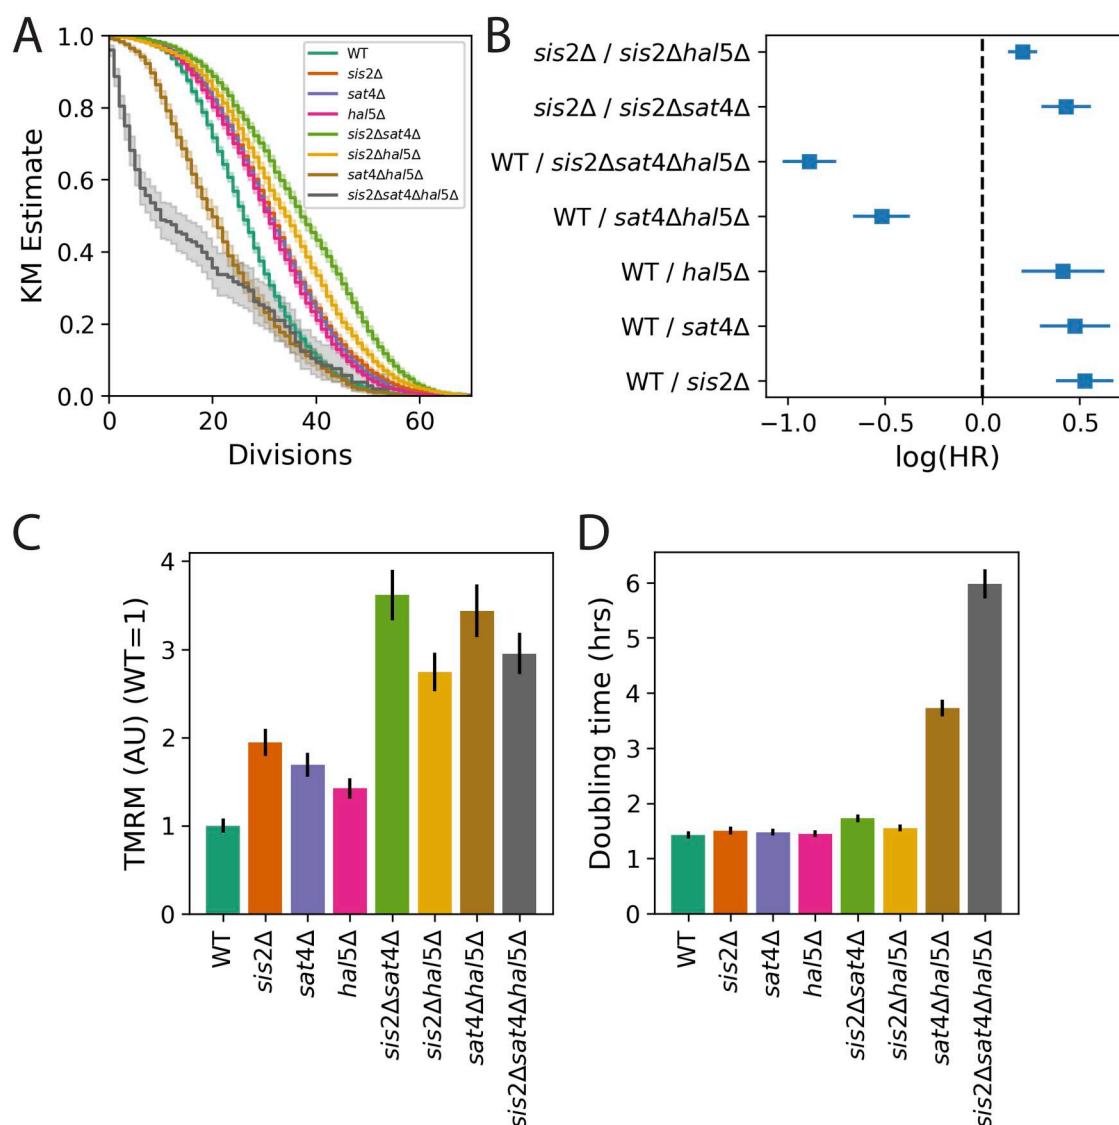 A
KM Estimate
1.0
0.8
0.6
0.4
0.2
0.0
0
20
40
60
Divisions
WT
sis2Δ
sat4Δ
hal5Δ
sis2Δsat4Δ
sis2Δhal5Δ
sat4Δhal5Δ
sis2Δsat4Δhal5Δ
B
sis2Δ / sis2Δhal5Δ
sis2Δ / sis2Δsat4Δ
WT / sis2Δsat4Δhal5Δ
WT / sat4Δhal5Δ
WT / hal5Δ
WT / sat4Δ
WT / sis2Δ
−1.0
−0.5
0.0
0.5
log(HR)
C
TMRM (AU) (WT=1)
4
3
2
1
0
WT
sis2Δ
sat4Δ
hal5Δ
sis2Δsat4Δ
sis2Δhal5Δ
sat4Δhal5Δ
sis2Δsat4Δhal5Δ
D
Doubling time (hrs)
6
5
4
3
2
1
0
WT
sis2Δ
sat4Δ
hal5Δ
sis2Δsat4Δ
sis2Δhal5Δ
sat4Δhal5Δ
sis2Δsat4Δhal5Δ